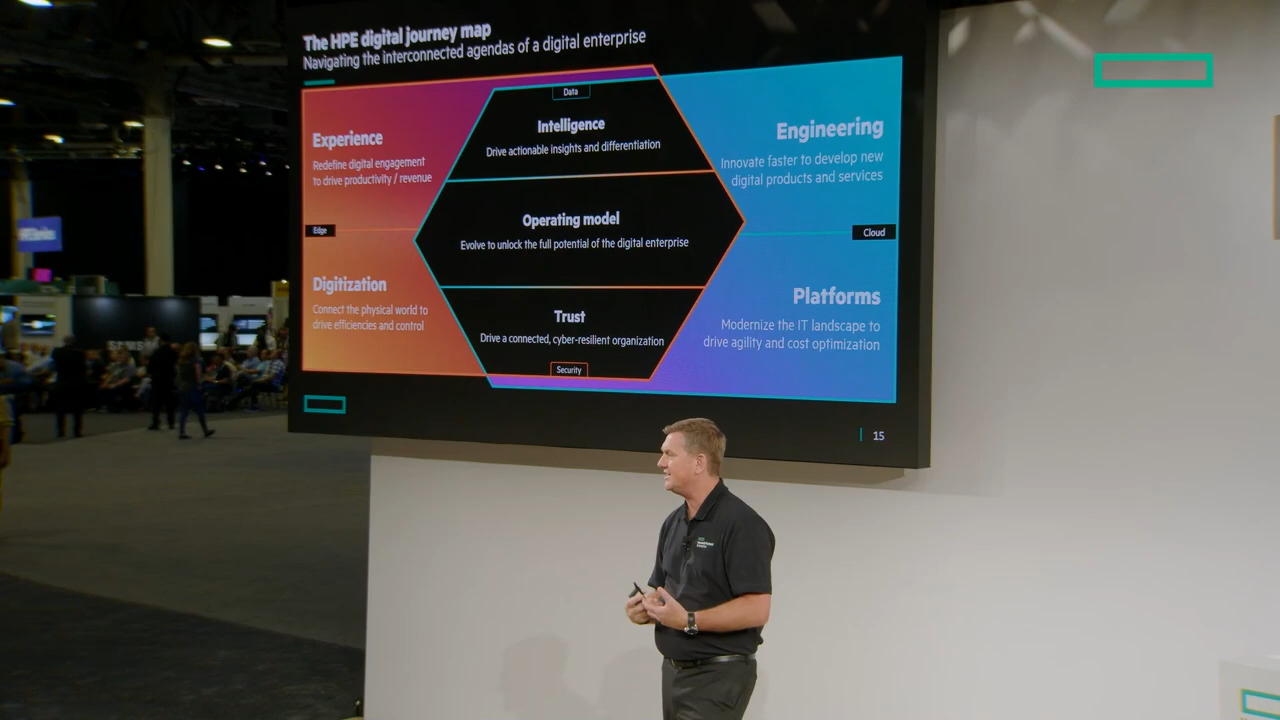 The HPE digital journey map
Navigating the interconnected agendas of a digital enterprise
Data
Intelligence
Drive actionable insights and differentiation
Experience
Redefine digital engagement
to drive productivity / revenue
Engineering
Innovate faster to develop new
digital products and services
Operating model
Evolve to unlock the full potential of the digital enterprise
Edge
Cloud
Digitization
Connect the physical world to
drive efficiencies and control
Platforms
Modernize the IT landscape to
drive agility and cost optimization
Trust
Drive a connected, cyber-resilient organization
Security
15